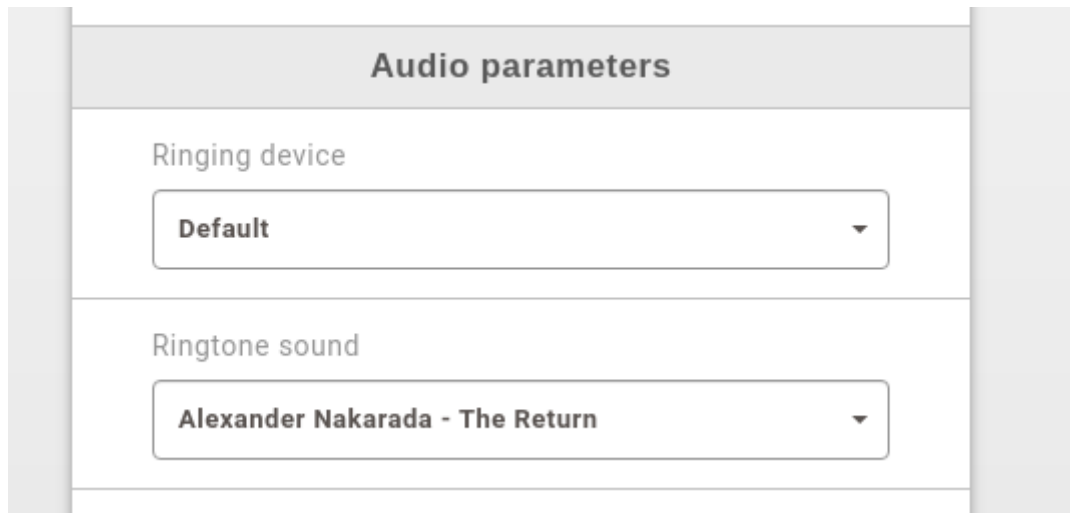 Audio parameters
Ringing device
Default
Ringtone sound
Alexander Nakarada - The Return